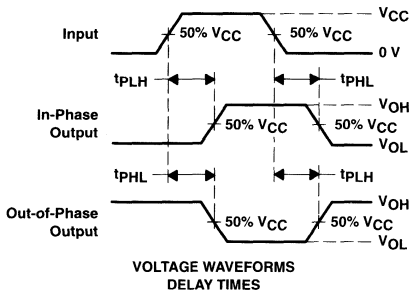 VCC
Input
50% VCC
50% VCC
0 V
tPLH
tPHL
VOH
In-Phase
Output
50% VCC
50% VCC
VOL
tPHL
tPLH
VOH
Out-of-Phase
Output
50% VCC
50% VCC
VOL
VOLTAGE WAVEFORMS
DELAY TIMES